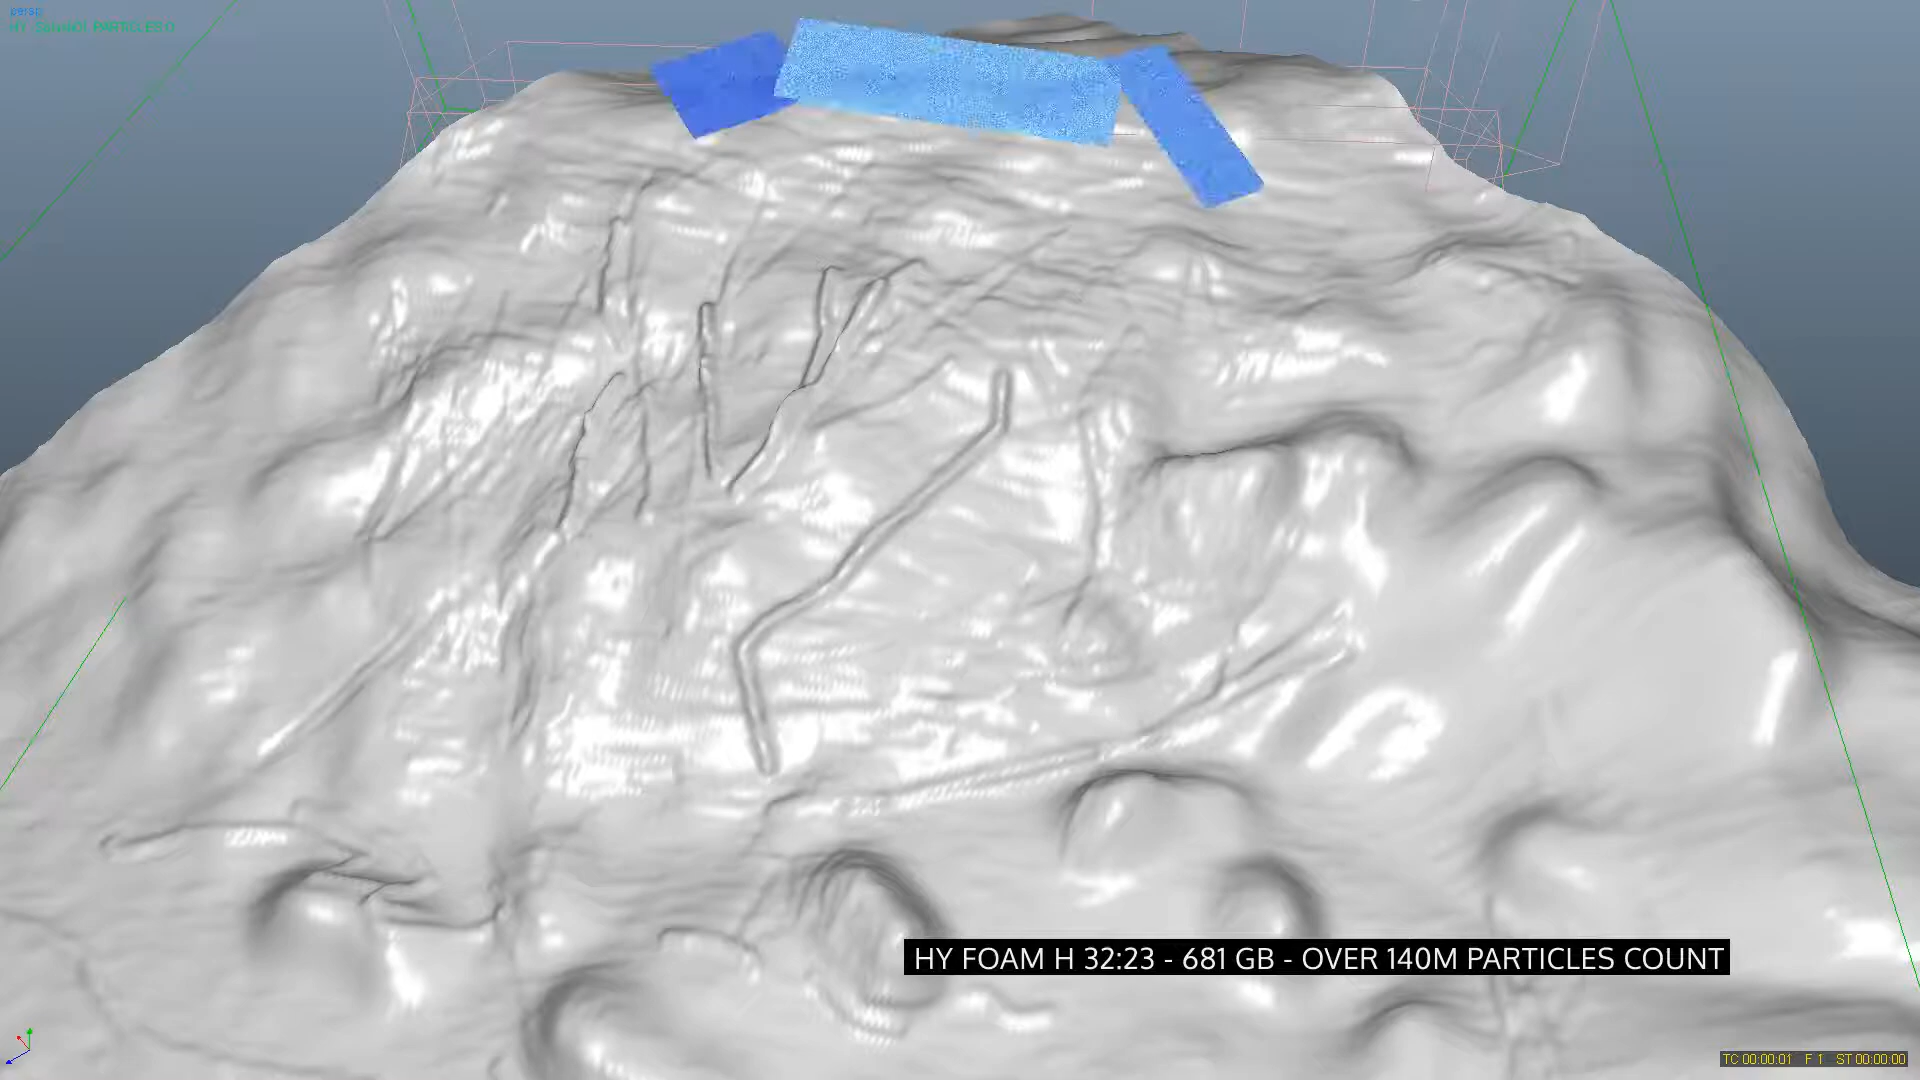 persp
HY FOAM H 32:23 - 681 GB - OVER 140M PARTICLES COUNT
TC 00:00:01 F 1 ST 00:00:00